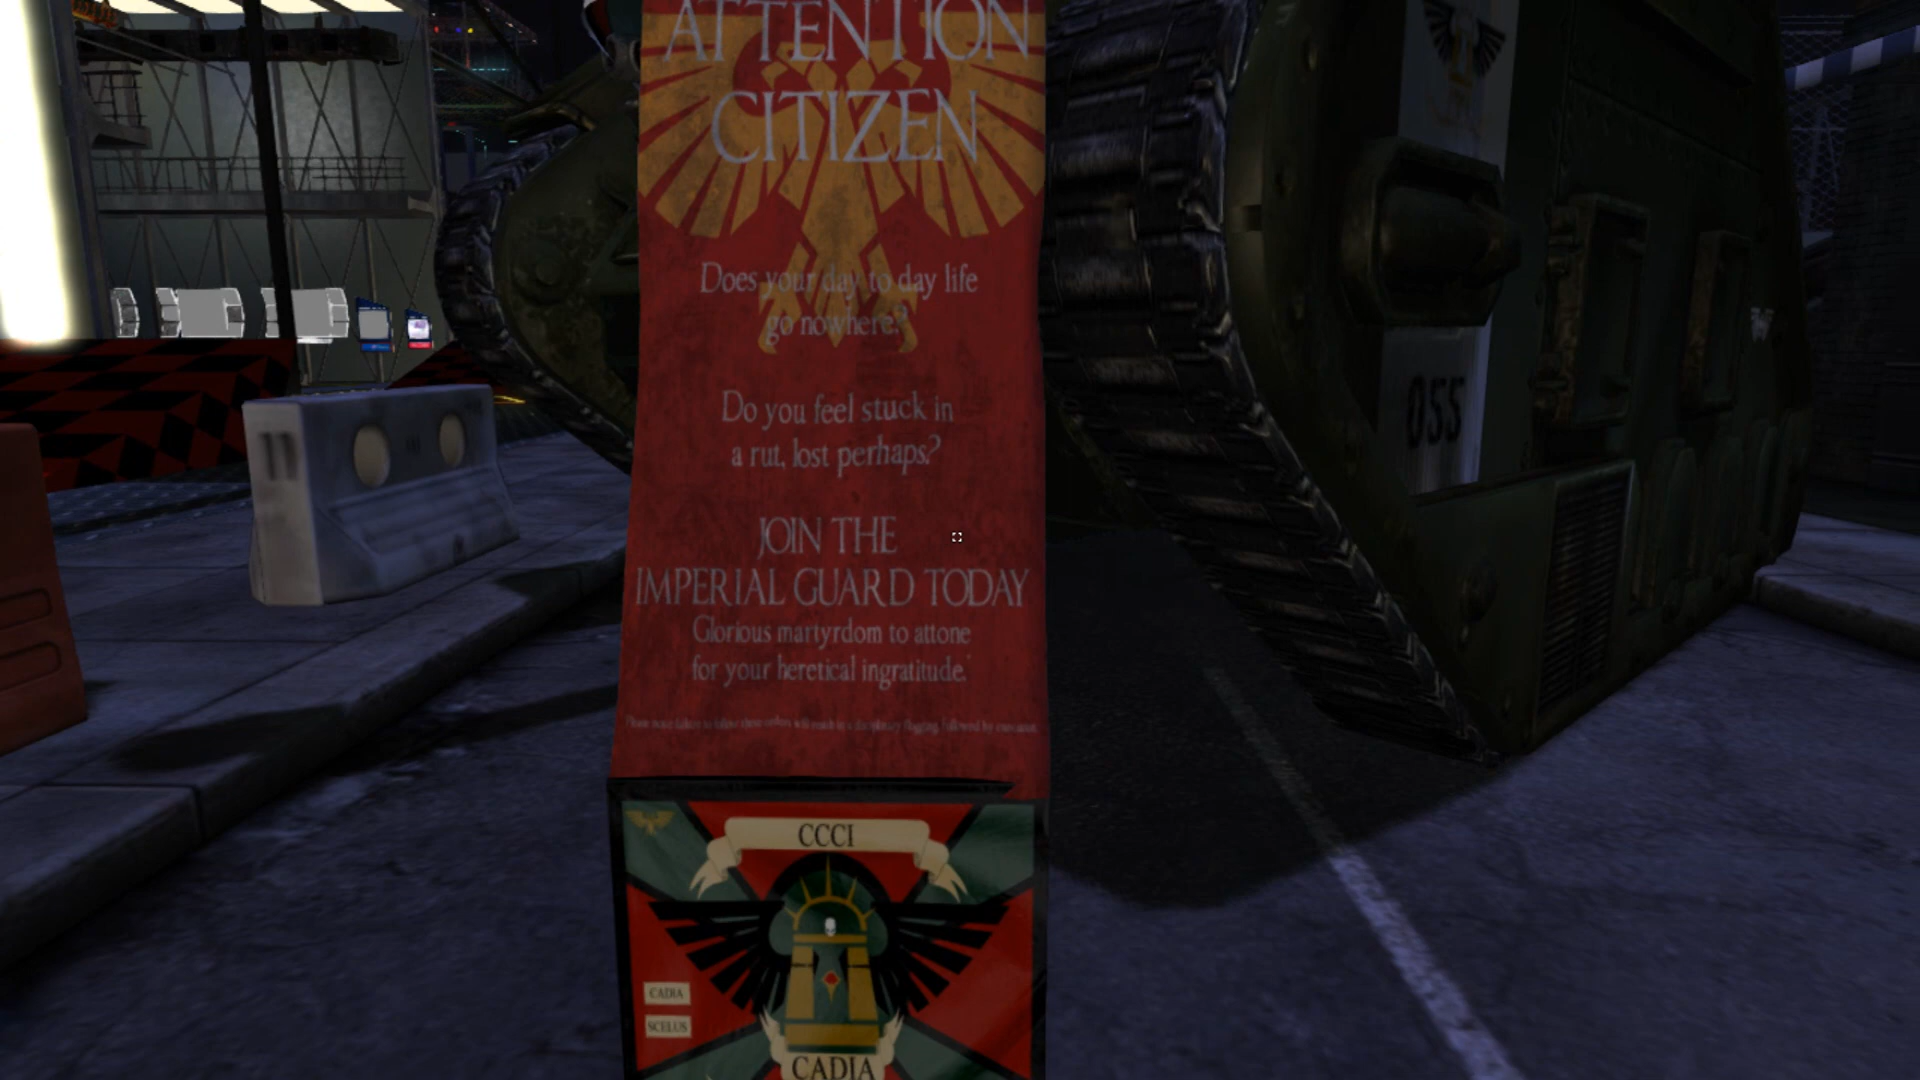 ATTENTION
CITIZEN
Does your day to day life
go nowhere?
Do you feel stuck in
a rut, lost perhaps?
JOIN THE
IMPERIAL GUARD TODAY
Glorious martyrdom to attone
for your heretical ingratitude.
CCCI
CADIA
SCELUS
CADIA
055